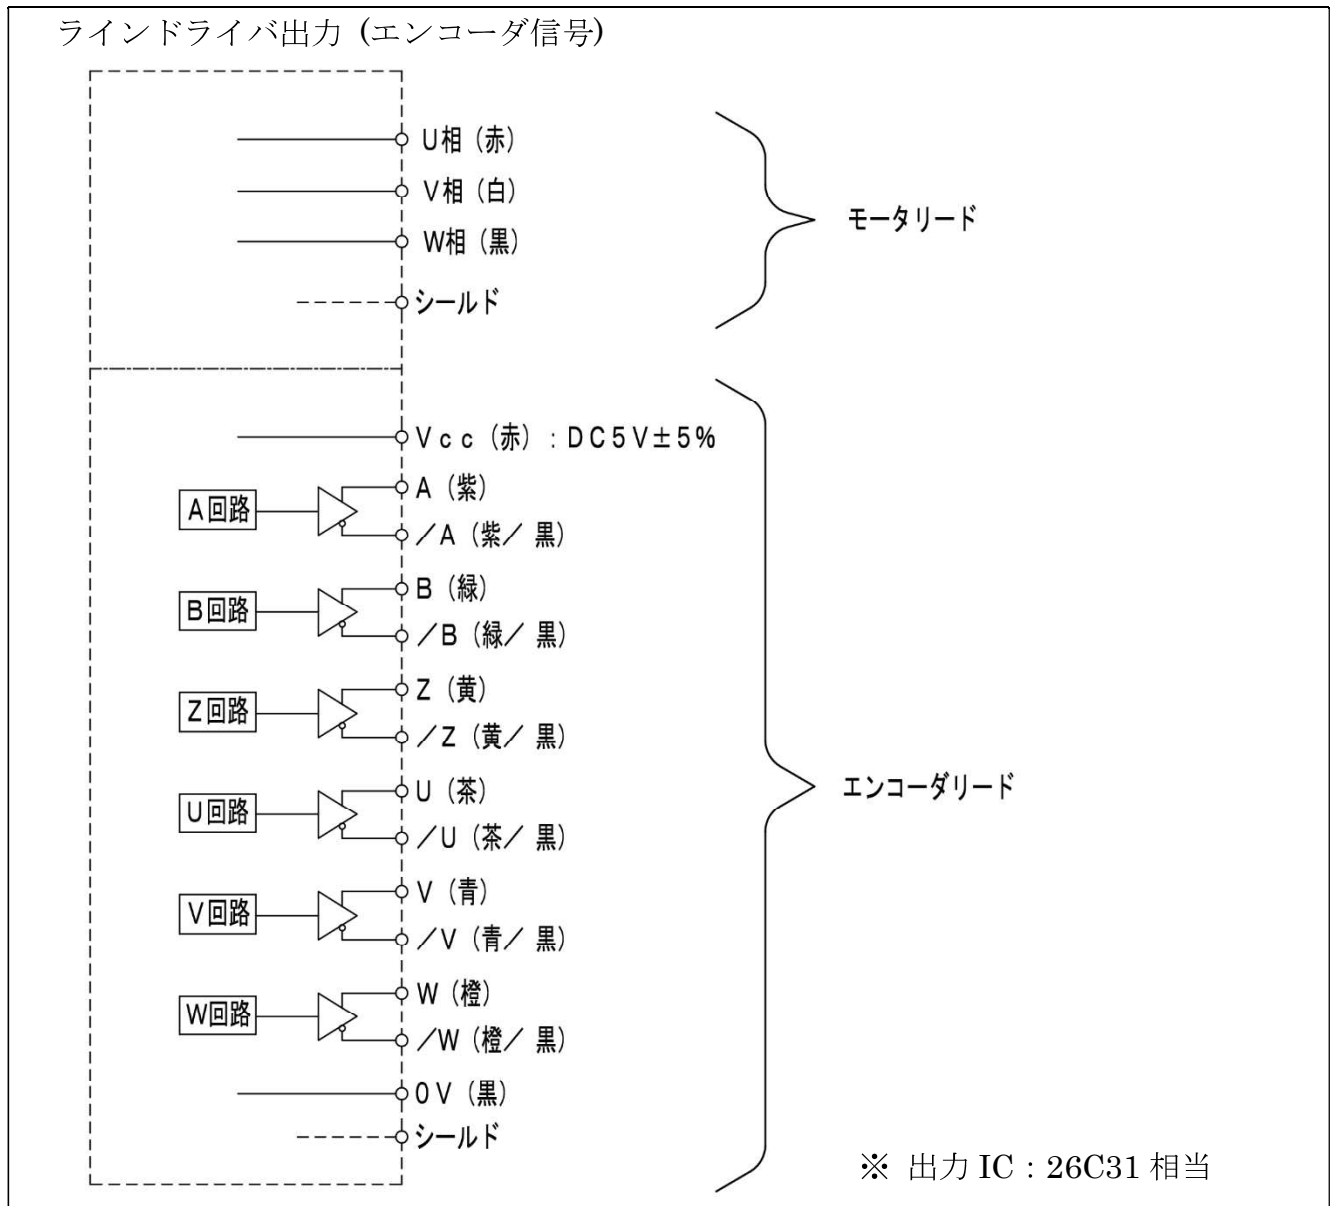 ラインドライバ出力 (エンコーダ信号)
U相 (赤)
V相 (白)
W相 (黒)
シールド
モータリード
Vcc (赤) : DC5V±5%
A回路
A (紫)
/A (紫/ 黒)
B回路
B (緑)
/B (緑/ 黒)
Z回路
Z (黄)
/Z (黄/ 黒)
U回路
U (茶)
/U (茶/ 黒)
V回路
V (青)
/V (青/ 黒)
W回路
W (橙)
/W (橙/ 黒)
0V (黒)
シールド
エンコーダリード
※ 出力 IC : 26C31 相当